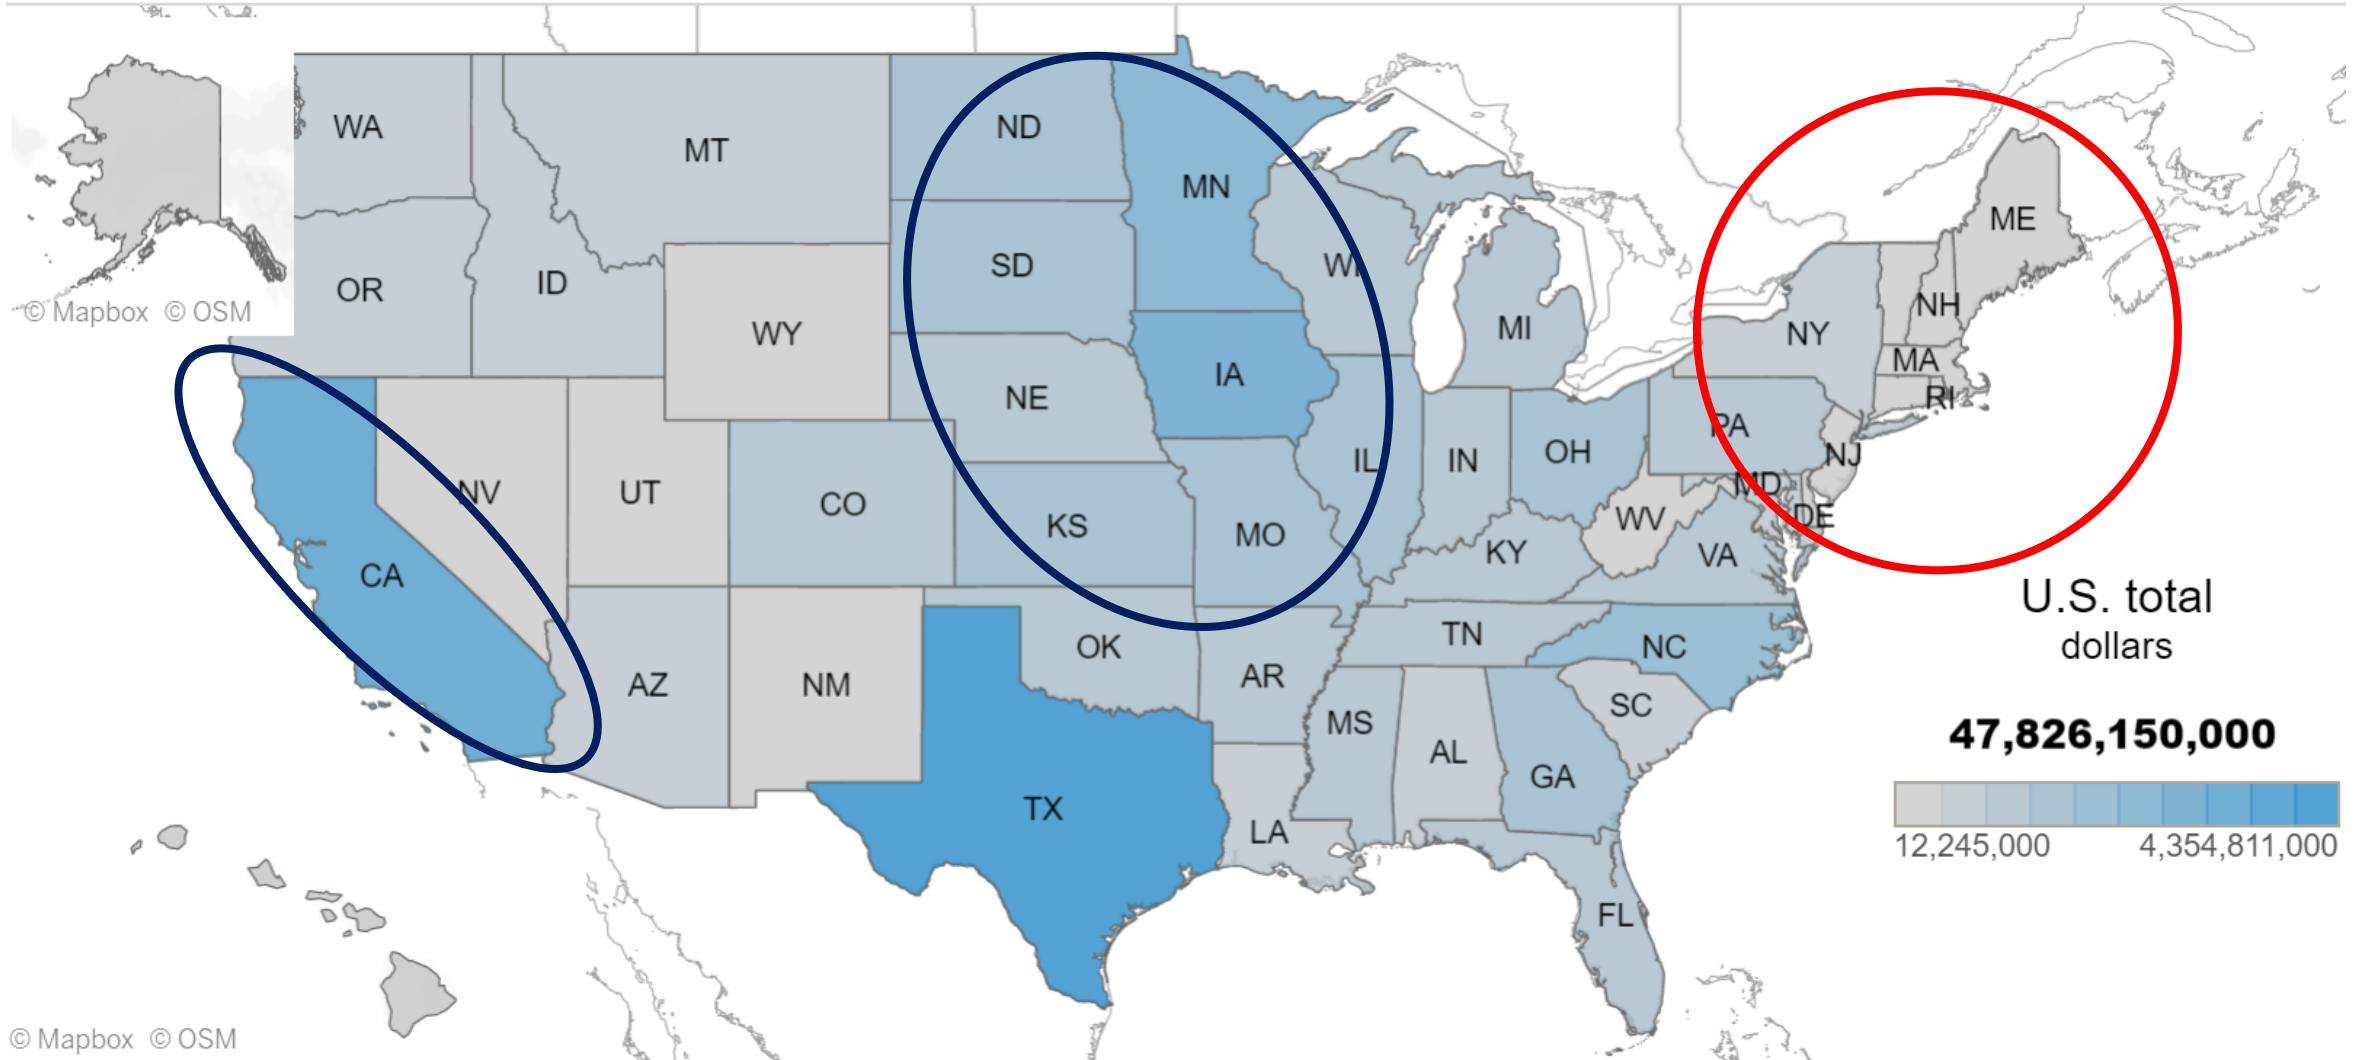 WA
MT
ND
MN
ME
OR
ID
SD
WI
© Mapbox © OSM
WY
MI
NY
NH
MA
IA
NE
RI
PA
NJ
NV
UT
CO
IL
IN
OH
MD
KS
MO
WV
DE
CA
KY
VA
U.S. total
dollars
OK
TN
NC
AZ
NM
AR
MS
SC
AL
47,826,150,000
GA
TX
LA
12,245,000 4,354,811,000
FL
© Mapbox © OSM